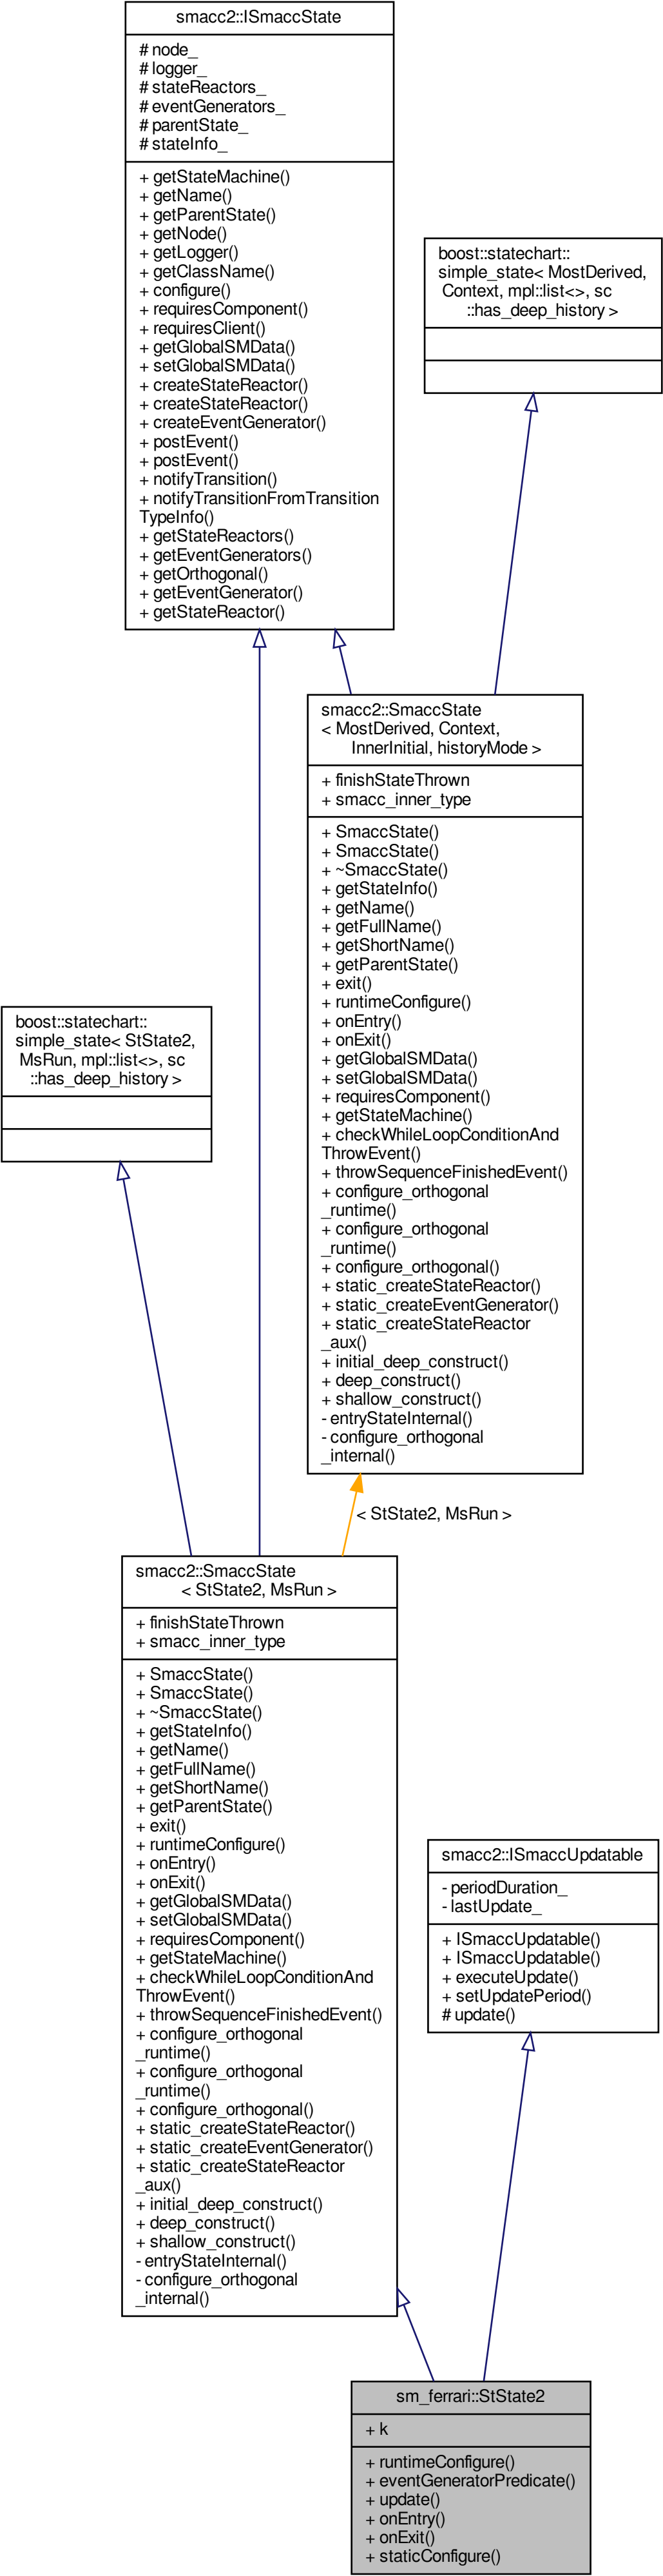 smacc2::ISmaccState
# node_
# logger_
# stateReactors_
# eventGenerators_
# parentState_
# stateInfo_
+ getStateMachine()
+ getName()
+ getParentState()
+ getNode()
+ getLogger()
+ getClassName()
+ configure()
+ requiresComponent()
+ requiresClient()
+ getGlobalSMData()
+ setGlobalSMData()
+ createStateReactor()
+ createStateReactor()
+ createEventGenerator()
+ postEvent()
+ postEvent()
+ notifyTransition()
+ notifyTransitionFromTransition
TypeInfo()
+ getStateReactors()
+ getEventGenerators()
+ getOrthogonal()
+ getEventGenerator()
+ getStateReactor()
boost::statechart::
simple_state< MostDerived,
Context, mpl::list<>, sc
::has_deep_history >
smacc2::SmaccState
< MostDerived, Context,
InnerInitial, historyMode >
+ finishStateThrown
+ smacc_inner_type
+ SmaccState()
+ SmaccState()
+ ~SmaccState()
+ getStateInfo()
+ getName()
+ getFullName()
+ getShortName()
+ getParentState()
+ exit()
+ runtimeConfigure()
+ onEntry()
+ onExit()
+ getGlobalSMData()
+ setGlobalSMData()
+ requiresComponent()
+ getStateMachine()
+ checkWhileLoopConditionAnd
ThrowEvent()
+ throwSequenceFinishedEvent()
+ configure_orthogonal
_runtime()
+ configure_orthogonal
_runtime()
+ configure_orthogonal()
+ static_createStateReactor()
+ static_createEventGenerator()
+ static_createStateReactor
_aux()
+ initial_deep_construct()
+ deep_construct()
+ shallow_construct()
- entryStateInternal()
- configure_orthogonal
_internal()
boost::statechart::
simple_state< StState2,
MsRun, mpl::list<>, sc
::has_deep_history >
< StState2, MsRun >
smacc2::SmaccState
< StState2, MsRun >
+ finishStateThrown
+ smacc_inner_type
+ SmaccState()
+ SmaccState()
+ ~SmaccState()
+ getStateInfo()
+ getName()
+ getFullName()
+ getShortName()
+ getParentState()
+ exit()
+ runtimeConfigure()
+ onEntry()
+ onExit()
+ getGlobalSMData()
+ setGlobalSMData()
+ requiresComponent()
+ getStateMachine()
+ checkWhileLoopConditionAnd
ThrowEvent()
+ throwSequenceFinishedEvent()
+ configure_orthogonal
_runtime()
+ configure_orthogonal
_runtime()
+ configure_orthogonal()
+ static_createStateReactor()
+ static_createEventGenerator()
+ static_createStateReactor
_aux()
+ initial_deep_construct()
+ deep_construct()
+ shallow_construct()
- entryStateInternal()
- configure_orthogonal
_internal()
smacc2::ISmaccUpdatable
- periodDuration_
- lastUpdate_
+ ISmaccUpdatable()
+ ISmaccUpdatable()
+ executeUpdate()
+ setUpdatePeriod()
# update()
sm_ferrari::StState2
+ k
+ runtimeConfigure()
+ eventGeneratorPredicate()
+ update()
+ onEntry()
+ onExit()
+ staticConfigure()